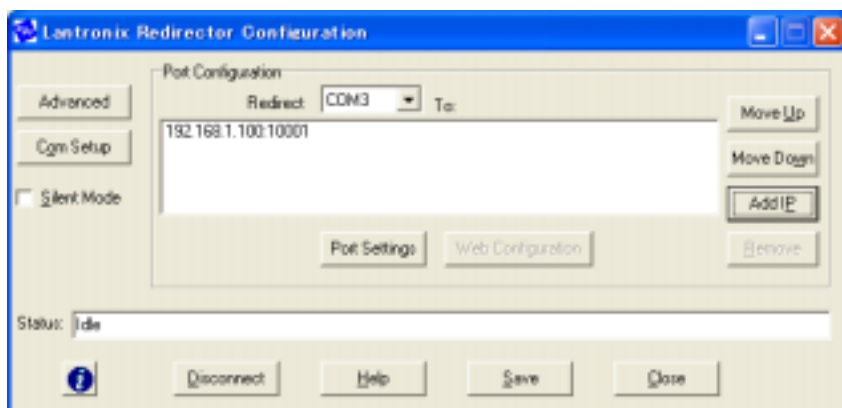 Lantronix Redirector Configuration
Port Configuration
Advanced
Redirect COM3 To:
Move Up
192.168.1.100:10001
Com Setup
Move Down
Silent Mode
Add IP
Port Settings
Web Configuration
Remove
Status: Idle
Disconnect
Help
Save
Close